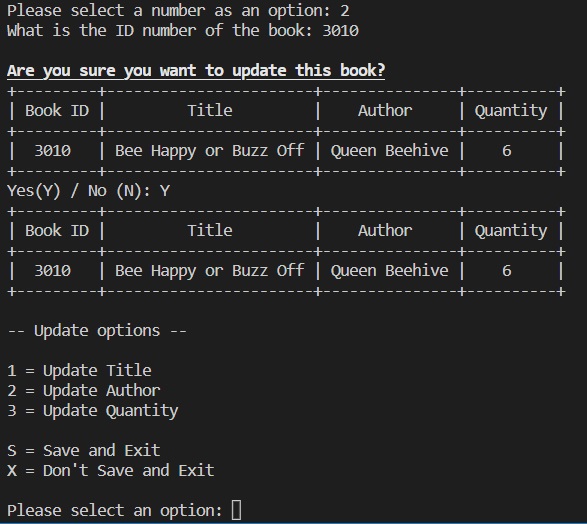 Please select a number as an option: 2
What is the ID number of the book: 3010
Are you sure you want to update this book?
+---------+-----------------------+---------------+----------+
| Book ID |         Title         |    Author     | Quantity |
+---------+-----------------------+---------------+----------+
|  3010   | Bee Happy or Buzz Off | Queen Beehive |    6     |
+---------+-----------------------+---------------+----------+
Yes(Y) / No (N): Y
+---------+-----------------------+---------------+----------+
| Book ID |         Title         |    Author     | Quantity |
+---------+-----------------------+---------------+----------+
|  3010   | Bee Happy or Buzz Off | Queen Beehive |    6     |
+---------+-----------------------+---------------+----------+
-- Update options --
1 = Update Title
2 = Update Author
3 = Update Quantity
S = Save and Exit
X = Don't Save and Exit
Please select an option: